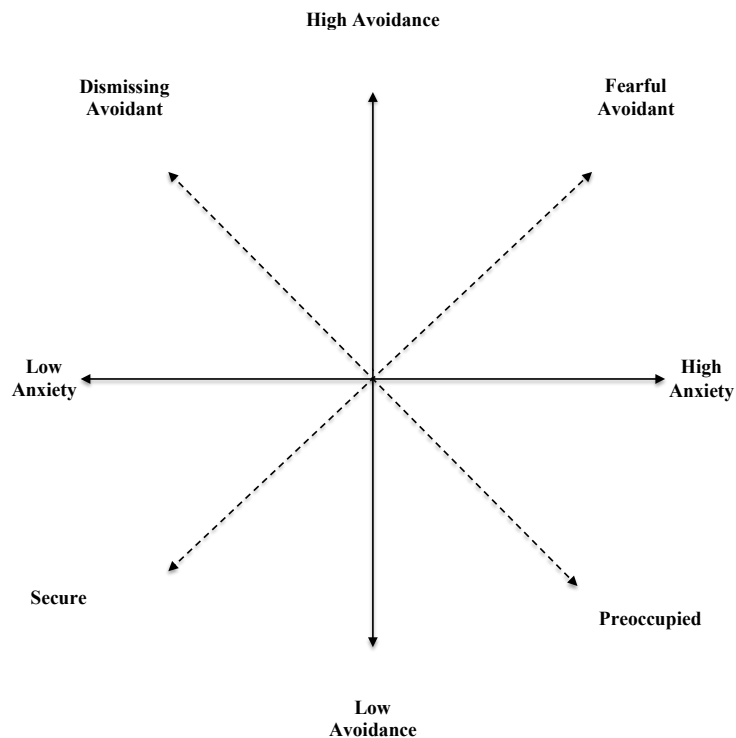 High Avoidance
Dismissing
Avoidant
Fearful
Avoidant
Low
Anxiety
High
Anxiety
Secure
Preoccupied
Low
Avoidance